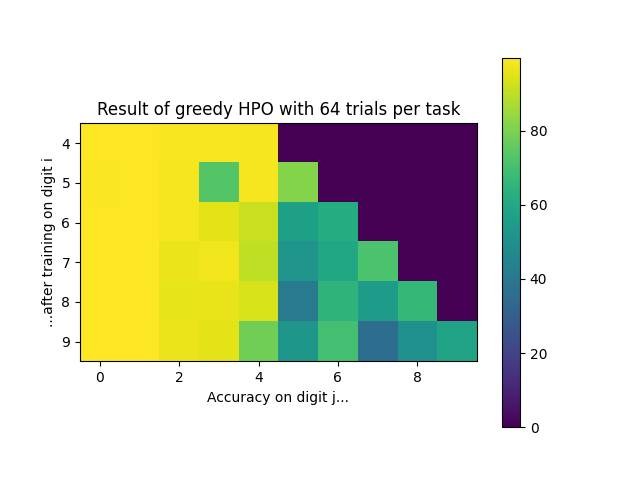 Result of greedy HPO with 64 trials per task
...after training on digit i
4
5
6
7
8
9
0 2 4 6 8
Accuracy on digit j...
80
60
40
20
0